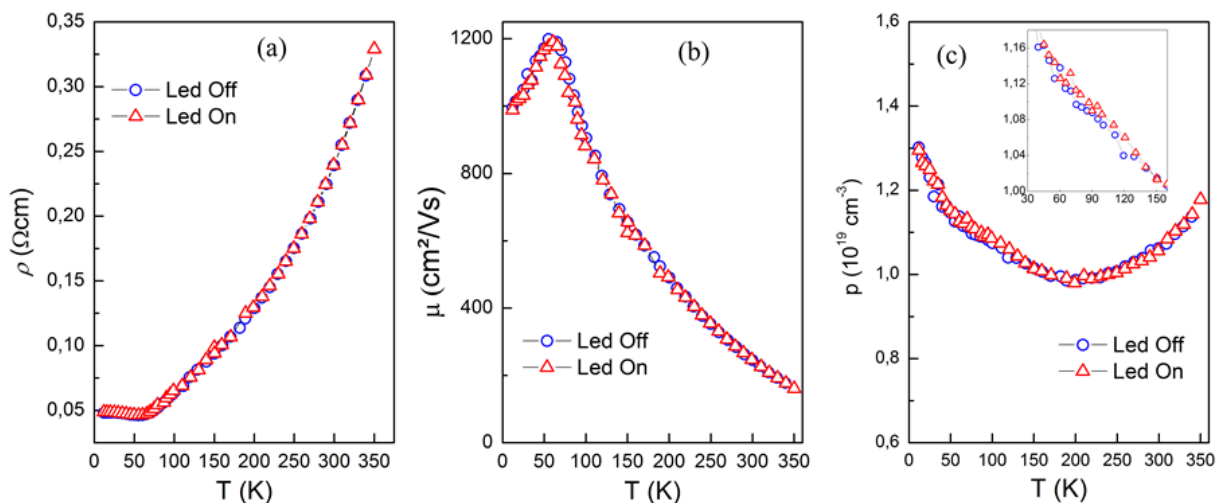 0,35
0,30
0,25
0,20
0,15
0,10
0,05
ρ (Ωcm)
(a)
Led Off
Led On
0 50 100 150 200 250 300 350
T (K)
1200
800
400
0
μ (cm²/Vs)
(b)
Led Off
Led On
0 50 100 150 200 250 300 350
T (K)
1,6
1,4
1,3
1,2
1,0
0,8
0,6
p (10¹⁹ cm⁻³)
(c)
1,16
1,12
1,08
1,04
1,00
30 60 90 120 150
Led Off
Led On
0 50 100 150 200 250 300 350
T (K)